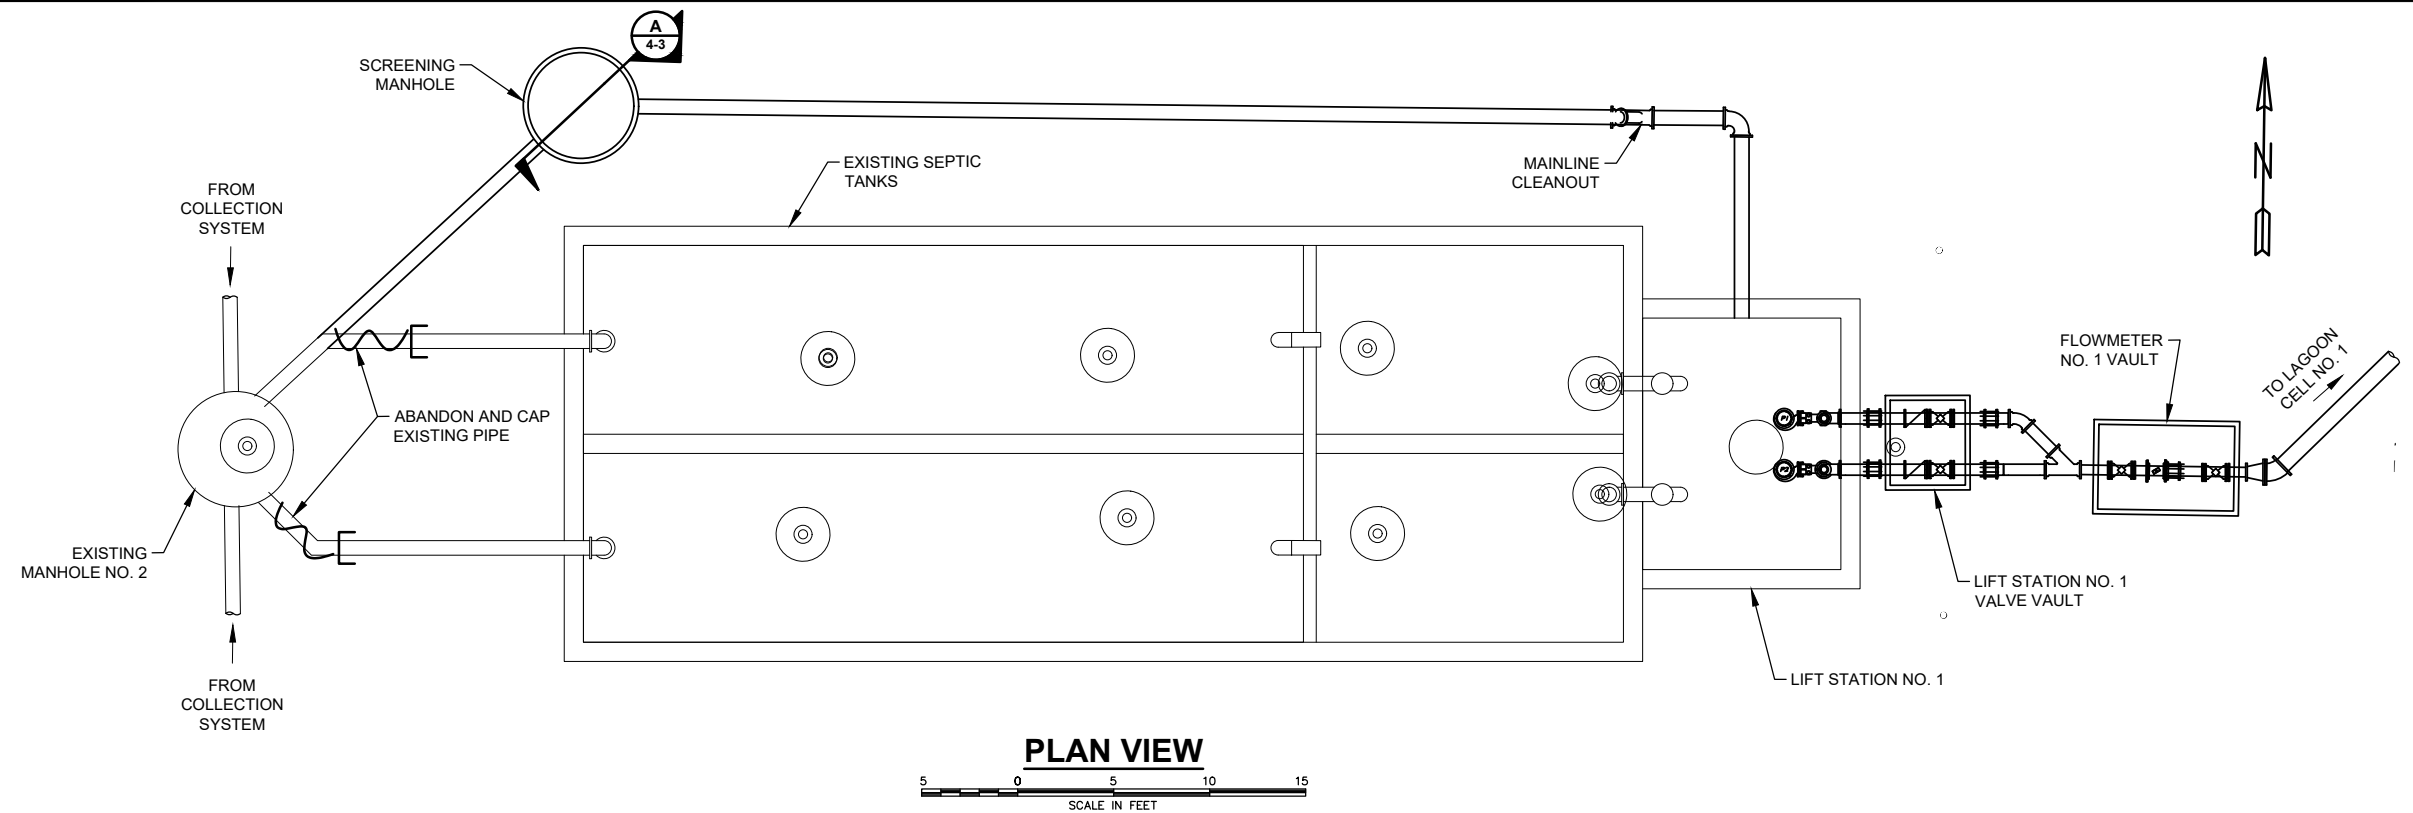 A
4-3
SCREENING
MANHOLE
FROM
COLLECTION
SYSTEM
EXISTING SEPTIC
TANKS
MAINLINE
CLEANOUT
N
ABANDON AND CAP
EXISTING PIPE
EXISTING
MANHOLE NO. 2
FROM
COLLECTION
SYSTEM
P1
P2
FLOWMETER
NO. 1 VAULT
TO LAGOON
CELL NO. 1
LIFT STATION NO. 1
VALVE VAULT
LIFT STATION NO. 1
PLAN VIEW
5 0 5 10 15
SCALE IN FEET